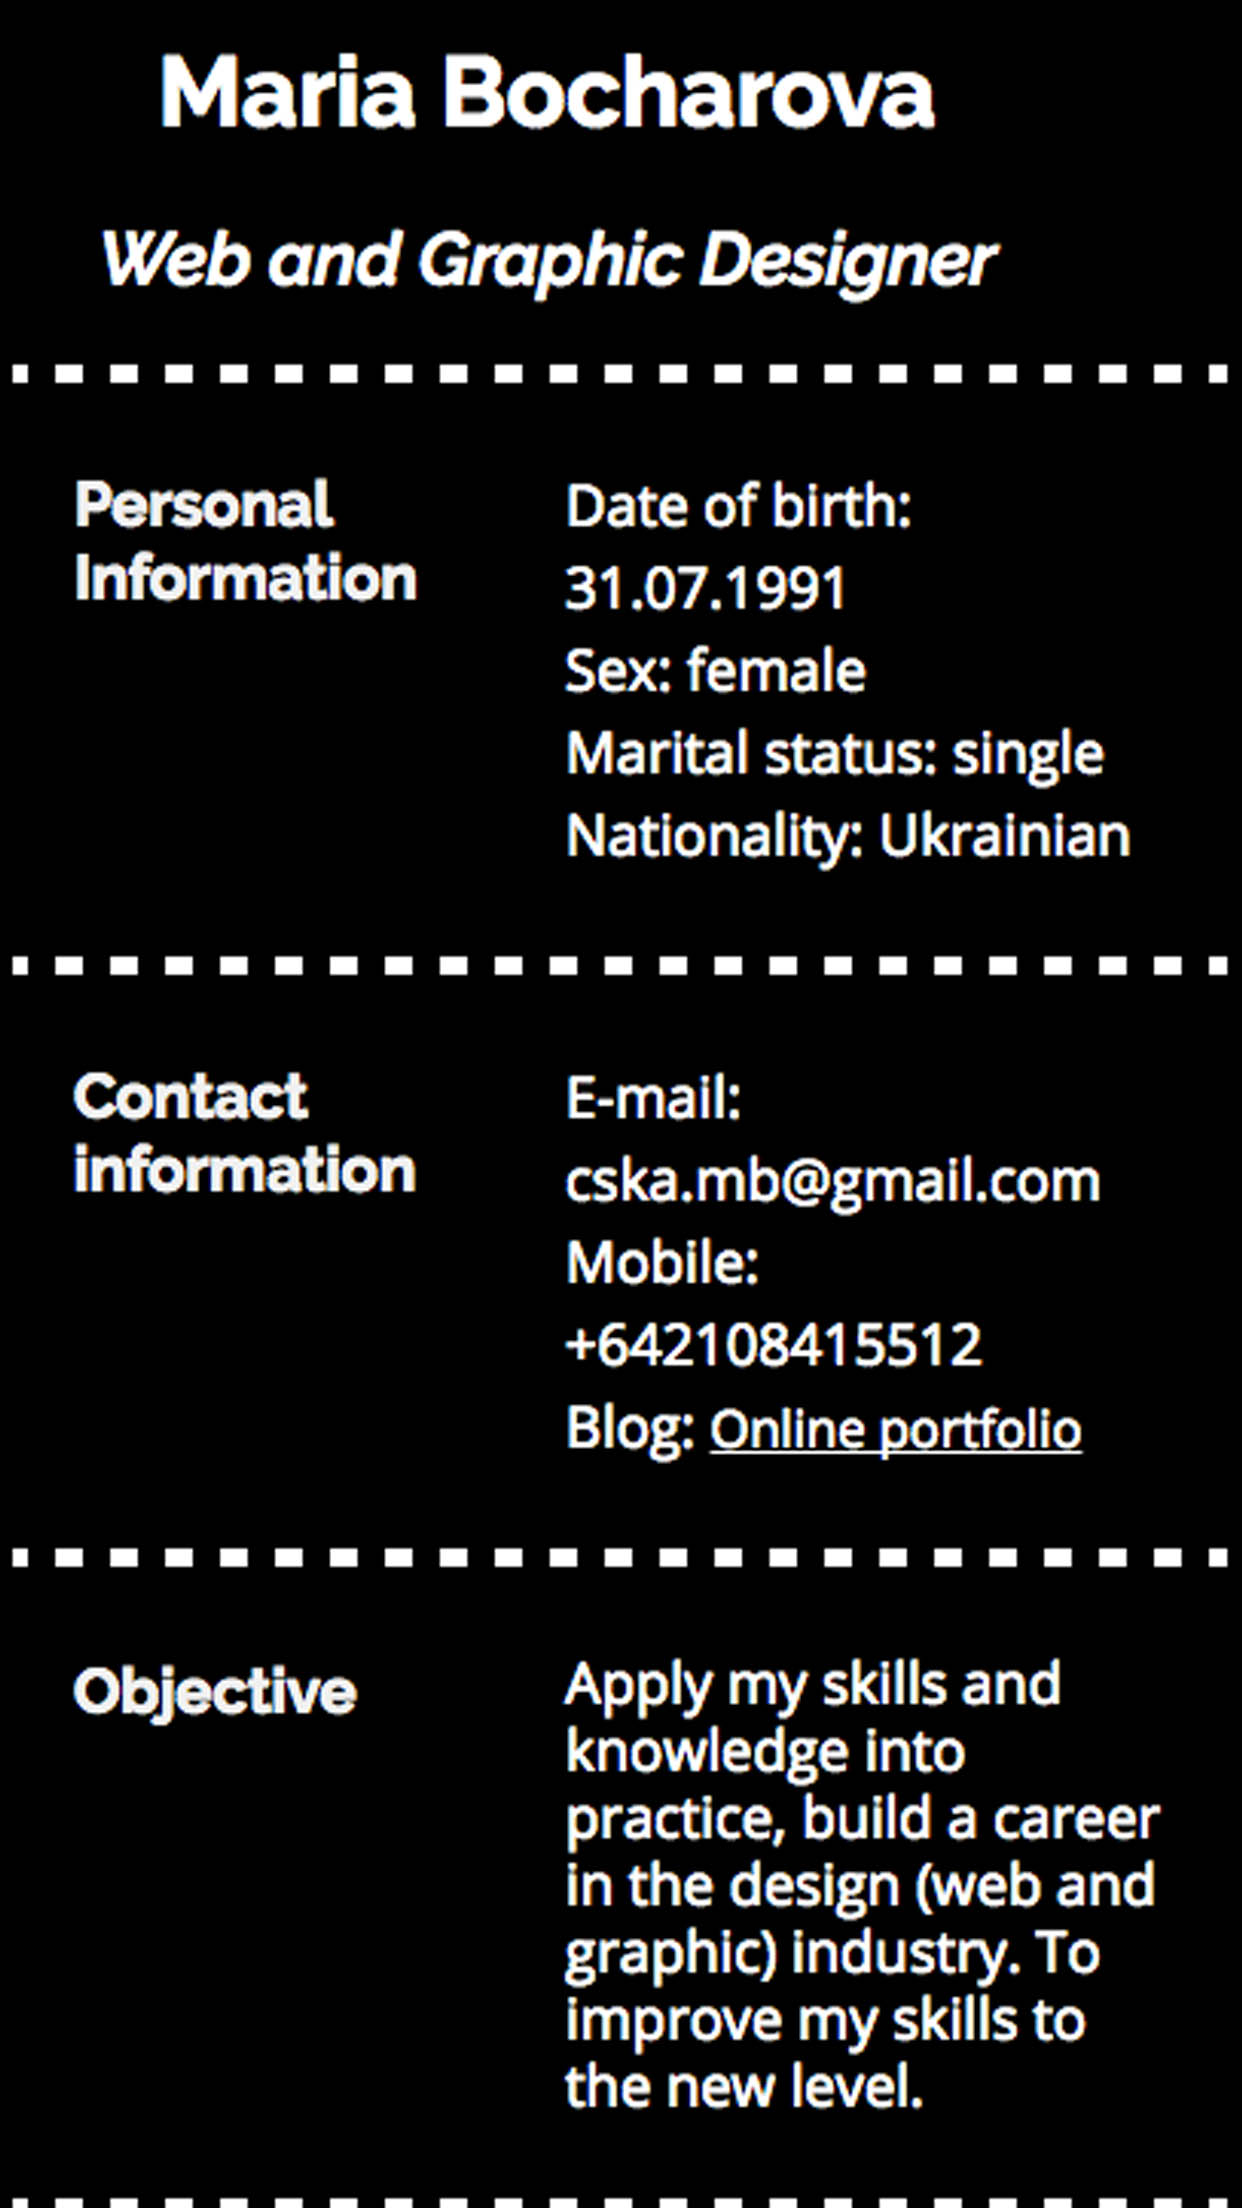 Maria Bocharova
Web and Graphic Designer
Personal
Information
Date of birth:
31.07.1991
Sex: female
Marital status: single
Nationality: Ukrainian
Contact
information
E-mail:
cska.mb@gmail.com
Mobile:
+642108415512
Blog: Online portfolio
Objective
Apply my skills and
knowledge into
practice, build a career
in the design (web and
graphic) industry. To
improve my skills to
the new level.